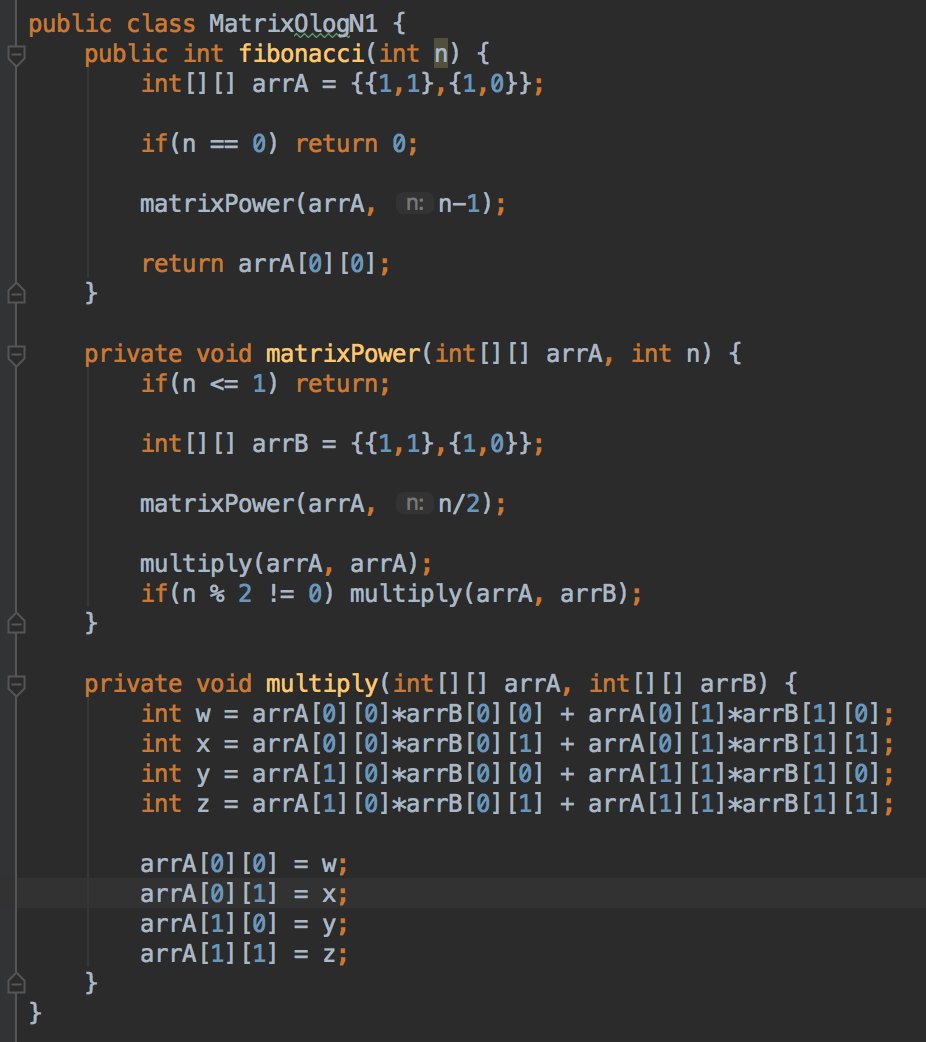 public class MatrixOlogN1 {
public int fibonacci(int n) {
int[][] arrA = {{1,1},{1,0}};
if(n == 0) return 0;
matrixPower(arrA, n: n-1);
return arrA[0][0];
}
private void matrixPower(int[][] arrA, int n) {
if(n <= 1) return;
int[][] arrB = {{1,1},{1,0}};
matrixPower(arrA, n: n/2);
multiply(arrA, arrA);
if(n % 2 != 0) multiply(arrA, arrB);
}
private void multiply(int[][] arrA, int[][] arrB) {
int w = arrA[0][0]*arrB[0][0] + arrA[0][1]*arrB[1][0];
int x = arrA[0][0]*arrB[0][1] + arrA[0][1]*arrB[1][1];
int y = arrA[1][0]*arrB[0][0] + arrA[1][1]*arrB[1][0];
int z = arrA[1][0]*arrB[0][1] + arrA[1][1]*arrB[1][1];
arrA[0][0] = w;
arrA[0][1] = x;
arrA[1][0] = y;
arrA[1][1] = z;
}
}